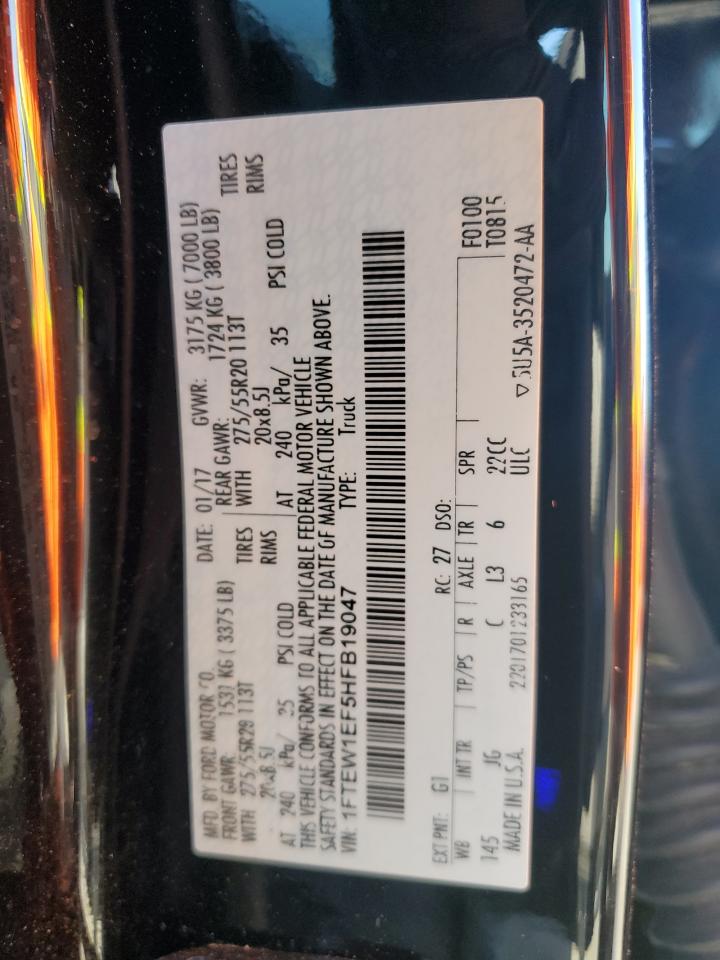 MFD. BY FORD MOTOR CO. DATE: 01/17 GVWR: 3175 KG ( 7000 LB)
FRONT GAWR: 1531 KG ( 3375 LB) REAR GAWR: 1724 KG ( 3800 LB)
WITH 275/55R20 113T TIRES WITH 275/55R20 113T TIRES
20x8.5J RIMS 20x8.5J RIMS
AT 240 kPa/ 35 PSI COLD AT 240 kPa/ 35 PSI COLD
THIS VEHICLE CONFORMS TO ALL APPLICABLE FEDERAL MOTOR VEHICLE
SAFETY STANDARDS IN EFFECT ON THE DATE OF MANUFACTURE SHOWN ABOVE.
VIN: 1FTEW1EF5HFB19047 TYPE: Truck
EXT PNT: G1 RC: 27 DSO: F0100
WB INT TR TP/PS R AXLE TR SPR T0815
145 JG C L3 6 22CC
MADE IN U.S.A. 2201701233165 ULC
▽5U5A-3520472-AA